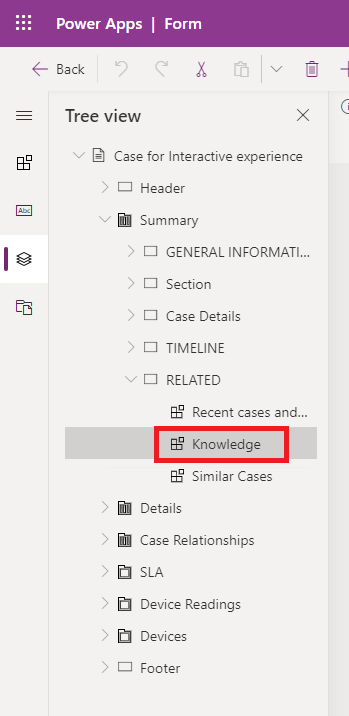 Power Apps | Form
Back
Tree view
Abc
Case for Interactive experience
Header
Summary
GENERAL INFORMATI...
Section
Case Details
TIMELINE
RELATED
Recent cases and...
Knowledge
Similar Cases
Details
Case Relationships
SLA
Device Readings
Devices
Footer